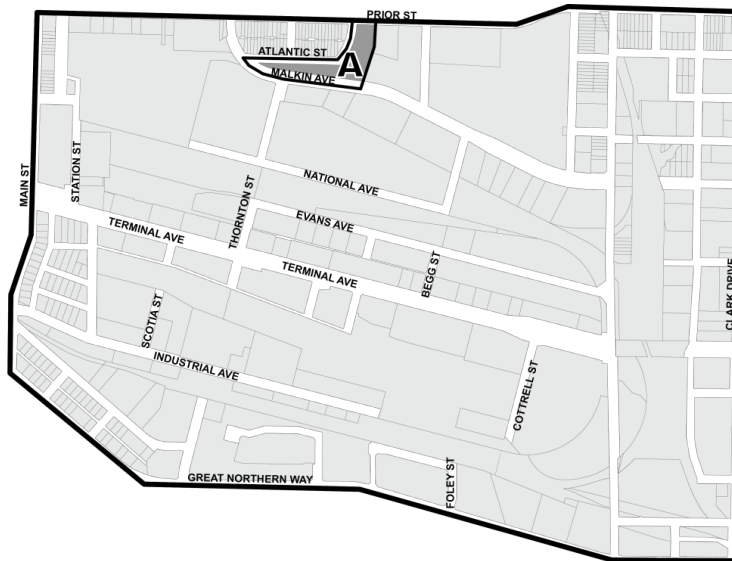 PRIOR ST
ATLANTIC ST
A
MALKIN AVE
STATION ST
MAIN ST
NATIONAL AVE
THORNTON ST
EVANS AVE
TERMINAL AVE
TERMINAL AVE
BEGG ST
CLARK DRIVE
SCOTIA ST
INDUSTRIAL AVE
COTTRELL ST
FOLEY ST
GREAT NORTHERN WAY